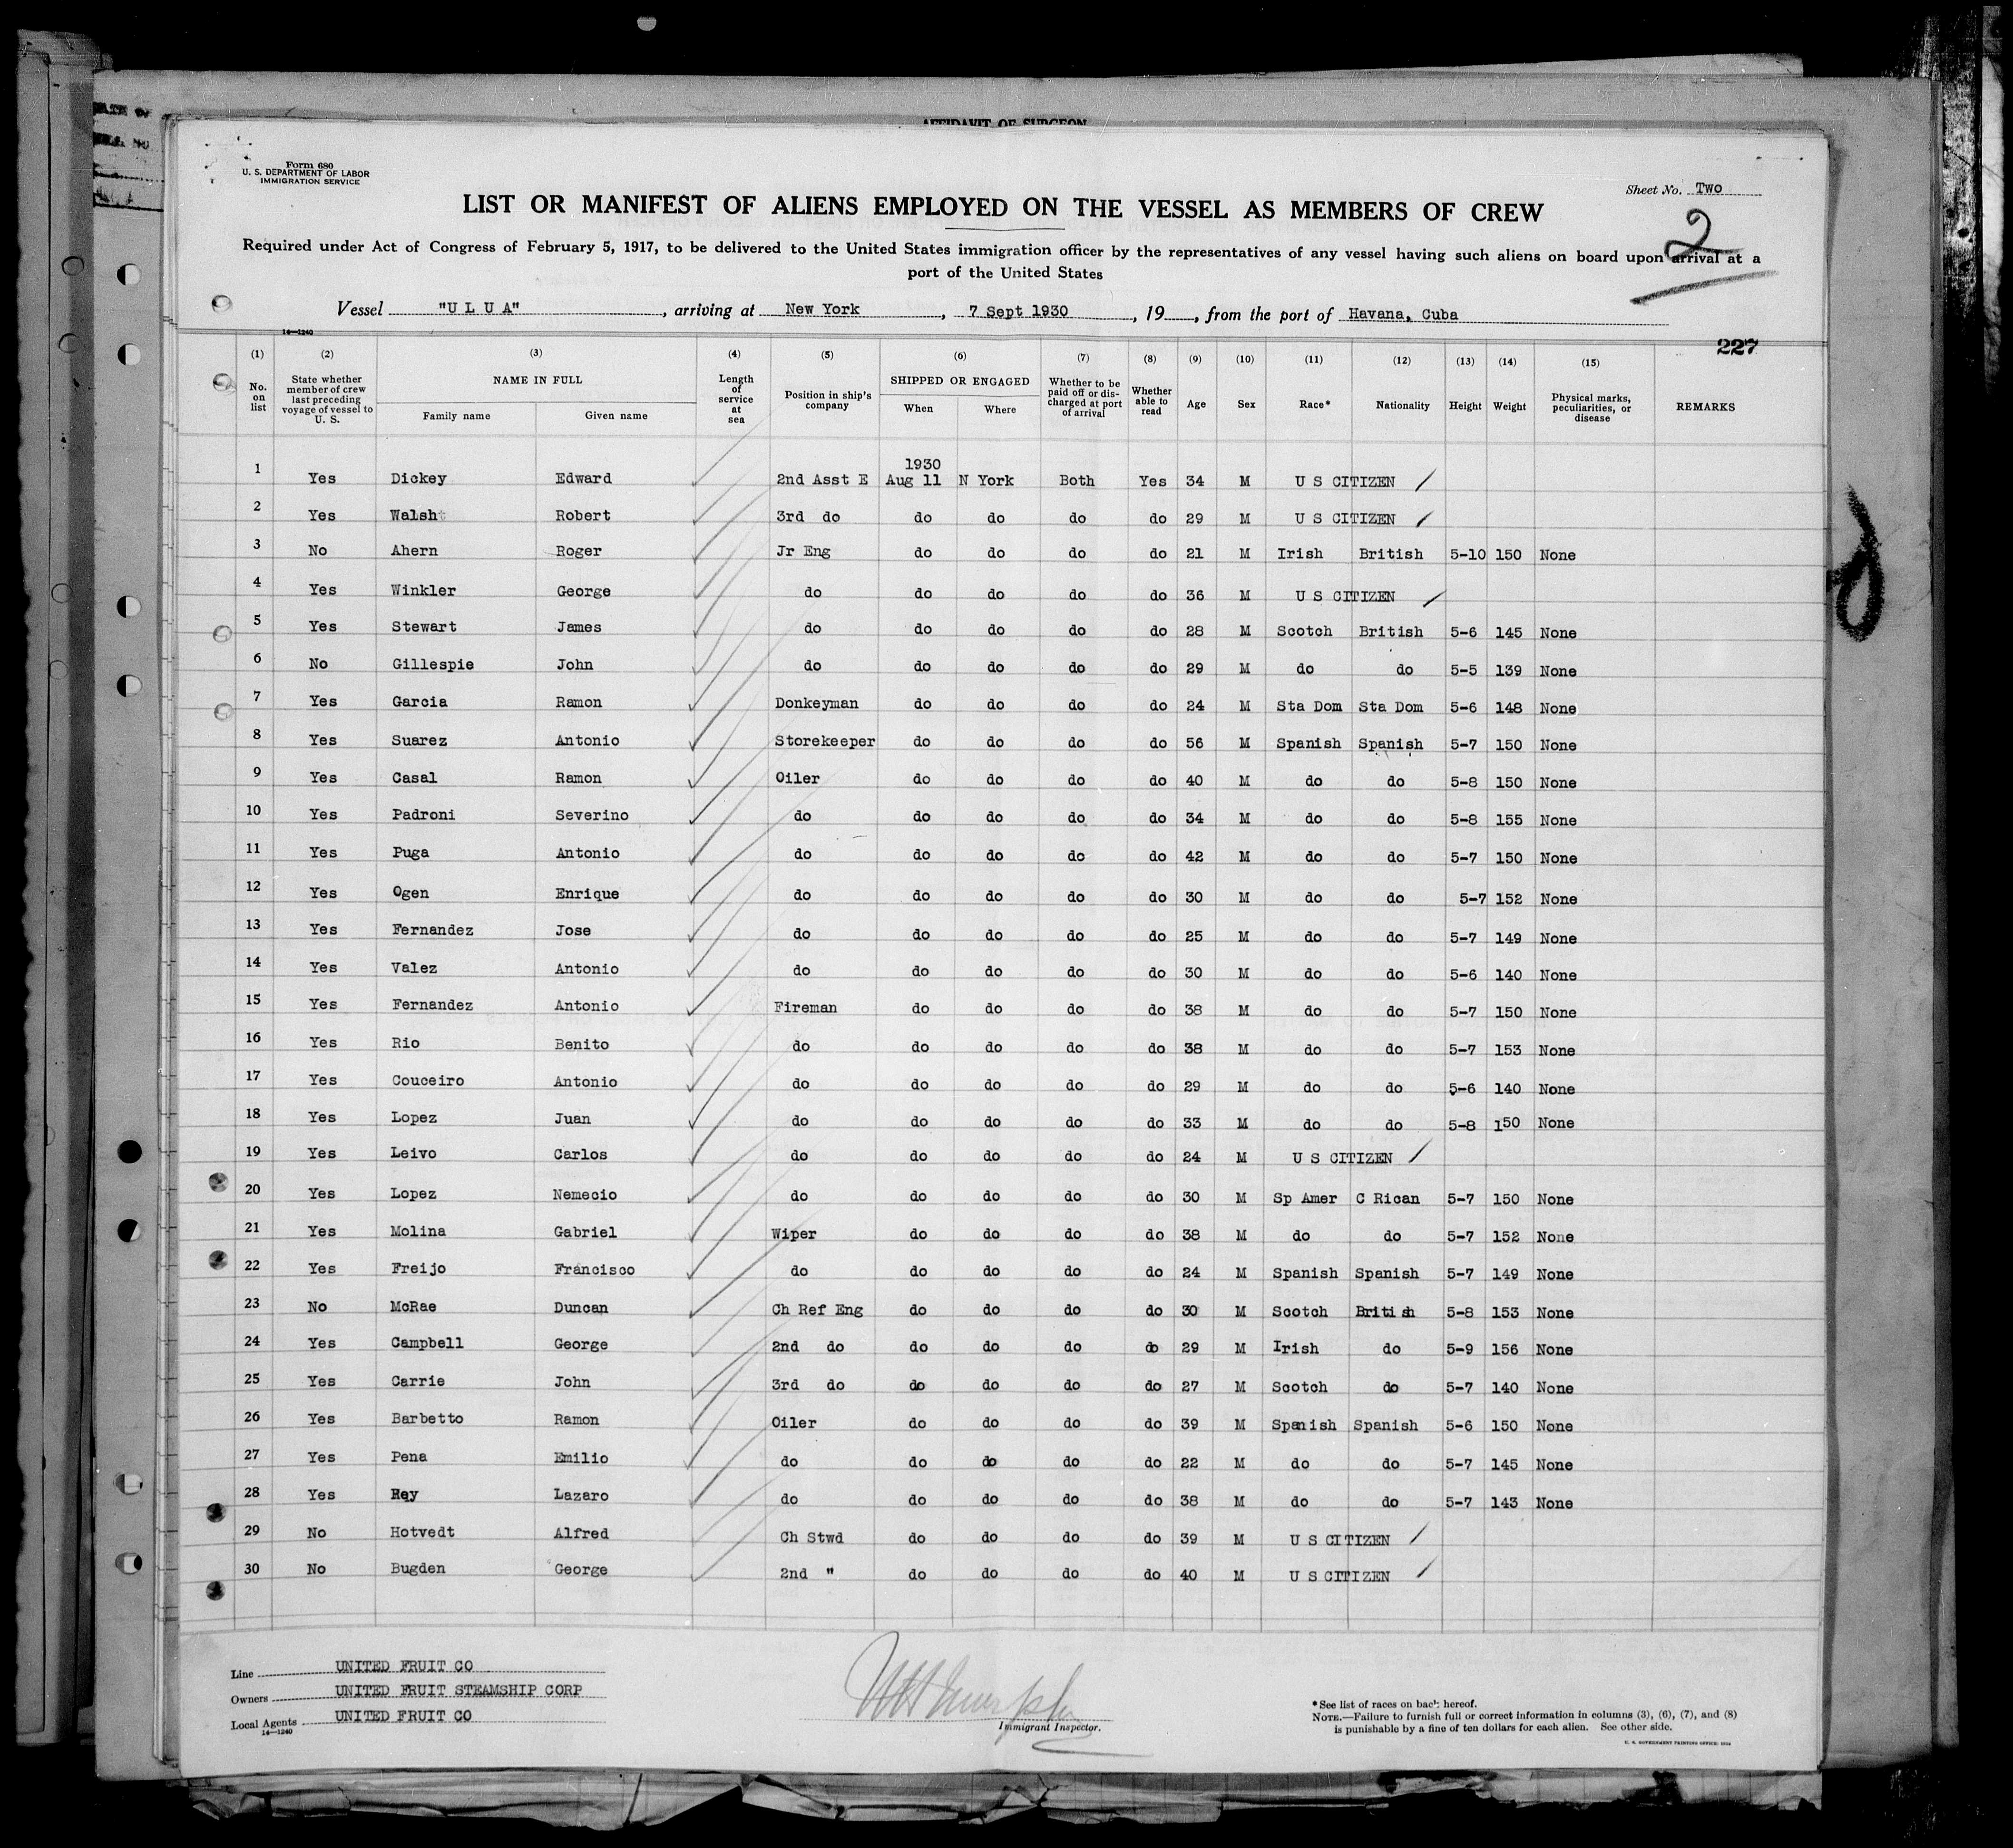 AFFIDAVIT OF SURGEON
Form 680
U. S. DEPARTMENT OF LABOR
IMMIGRATION SERVICE
Sheet No. Two
LIST OR MANIFEST OF ALIENS EMPLOYED ON THE VESSEL AS MEMBERS OF CREW
2
Required under Act of Congress of February 5, 1917, to be delivered to the United States immigration officer by the representatives of any vessel having such aliens on board upon arrival at a
port of the United States
Vessel "U L U A", arriving at New York, 7 Sept 1930, 19__, from the port of Havana, Cuba
14—1240
227
(1) (2) (3) (4) (5) (6) (7) (8) (9) (10) (11) (12) (13) (14) (15)
No. on list | State whether member of crew last preceding voyage of vessel to U. S. | NAME IN FULL Family name Given name | Length of service at sea | Position in ship's company | SHIPPED OR ENGAGED When Where | Whether to be paid off or discharged at port of arrival | Whether able to read | Age | Sex | Race* | Nationality | Height | Weight | Physical marks, peculiarities, or disease | REMARKS
1930
1 Yes Dickey Edward 2nd Asst E Aug 11 N York Both Yes 34 M U S CITIZEN
2 Yes Walsh Robert 3rd do do do do do 29 M U S CITIZEN
3 No Ahern Roger Jr Eng do do do do 21 M Irish British 5-10 150 None
4 Yes Winkler George do do do do do 36 M U S CITIZEN
5 Yes Stewart James do do do do do 28 M Scotch British 5-6 145 None
6 No Gillespie John do do do do do 29 M do do 5-5 139 None
7 Yes Garcia Ramon Donkeyman do do do do 24 M Sta Dom Sta Dom 5-6 148 None
8 Yes Suarez Antonio Storekeeper do do do do 56 M Spanish Spanish 5-7 150 None
9 Yes Casal Ramon Oiler do do do do 40 M do do 5-8 150 None
10 Yes Padroni Severino do do do do do 34 M do do 5-8 155 None
11 Yes Puga Antonio do do do do do 42 M do do 5-7 150 None
12 Yes Ogen Enrique do do do do do 30 M do do 5-7 152 None
13 Yes Fernandez Jose do do do do do 25 M do do 5-7 149 None
14 Yes Valez Antonio do do do do do 30 M do do 5-6 140 None
15 Yes Fernandez Antonio Fireman do do do do 38 M do do 5-7 150 None
16 Yes Rio Benito do do do do do 38 M do do 5-7 153 None
17 Yes Couceiro Antonio do do do do do 29 M do do 5-6 140 None
18 Yes Lopez Juan do do do do do 33 M do do 5-8 150 None
19 Yes Leivo Carlos do do do do do 24 M U S CITIZEN
20 Yes Lopez Nemecio do do do do do 30 M Sp Amer C Rican 5-7 150 None
21 Yes Molina Gabriel Wiper do do do do 38 M do do 5-7 152 None
22 Yes Freijo Francisco do do do do do 24 M Spanish Spanish 5-7 149 None
23 No McRae Duncan Ch Ref Eng do do do do 30 M Scotch British 5-8 153 None
24 Yes Campbell George 2nd do do do do do 29 M Irish do 5-9 156 None
25 Yes Carrie John 3rd do do do do do 27 M Scotch do 5-7 140 None
26 Yes Barbetto Ramon Oiler do do do do 39 M Spanish Spanish 5-6 150 None
27 Yes Pena Emilio do do do do do 22 M do do 5-7 145 None
28 Yes Rey Lazaro do do do do do 38 M do do 5-7 143 None
29 No Hotvedt Alfred Ch Stwd do do do do 39 M U S CITIZEN
30 No Bugden George 2nd " do do do do 40 M U S CITIZEN
Line UNITED FRUIT CO
Owners UNITED FRUIT STEAMSHIP CORP
Local Agents UNITED FRUIT CO
14—1240
Immigrant Inspector.
*See list of races on back hereof.
NOTE.—Failure to furnish full or correct information in columns (3), (6), (7), and (8)
is punishable by a fine of ten dollars for each alien. See other side.